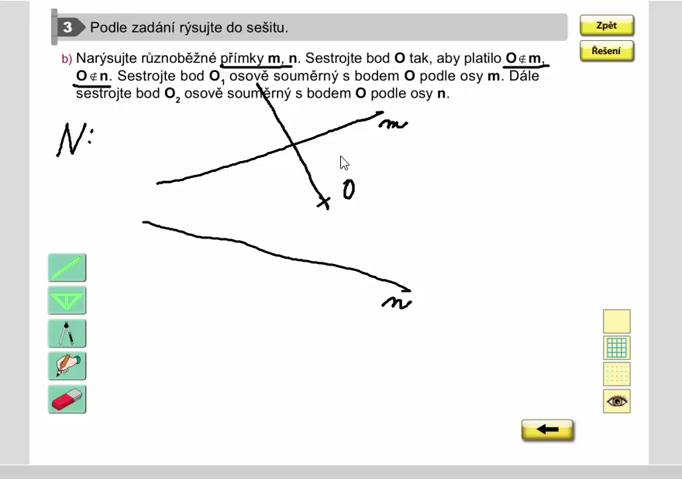 3 Podle zadání rýsujte do sešitu.
Zpět
Řešení
b) Narýsujte různoběžné přímky m, n. Sestrojte bod O tak, aby platilo O∉m,
O∉n. Sestrojte bod O₁ osově souměrný s bodem O podle osy m. Dále
sestrojte bod O₂ osově souměrný s bodem O podle osy n.
N:
m
O
n